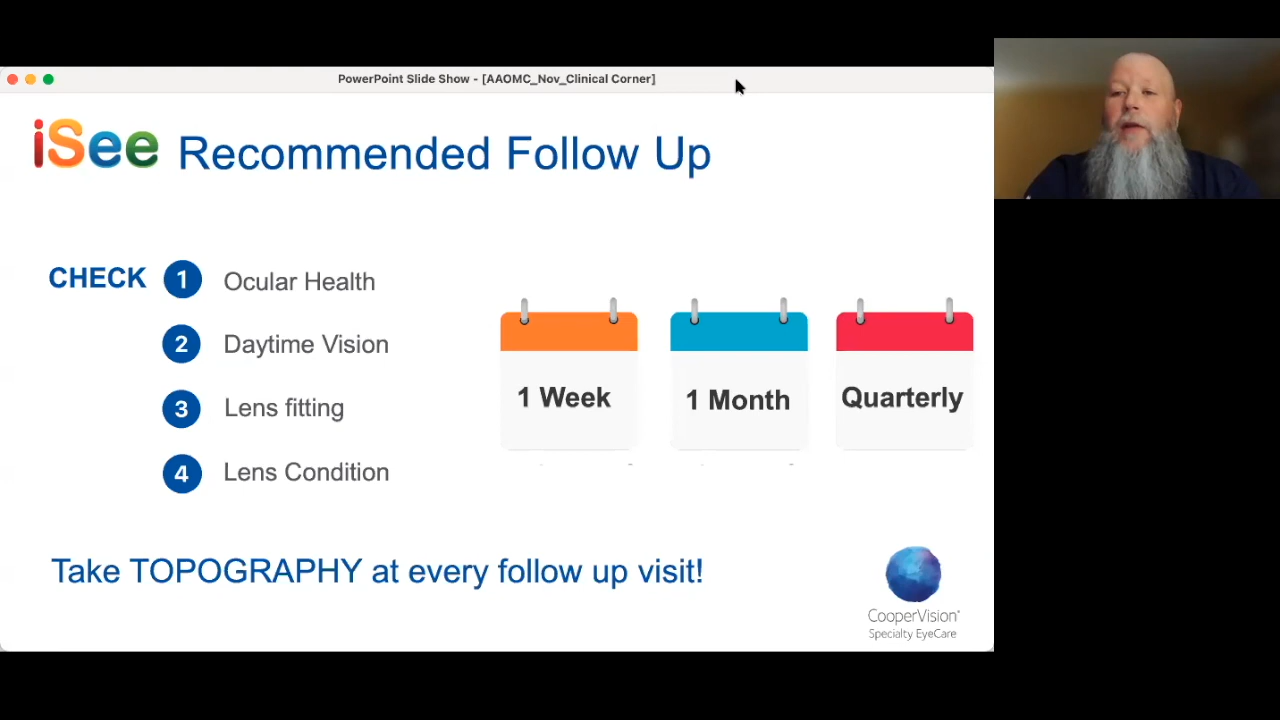 PowerPoint Slide Show - [AAOMC_Nov_Clinical Corner]
iSee Recommended Follow Up
CHECK 1 Ocular Health
2 Daytime Vision
3 Lens fitting
4 Lens Condition
1 Week
1 Month
Quarterly
Take TOPOGRAPHY at every follow up visit!
CooperVision®
Specialty EyeCare